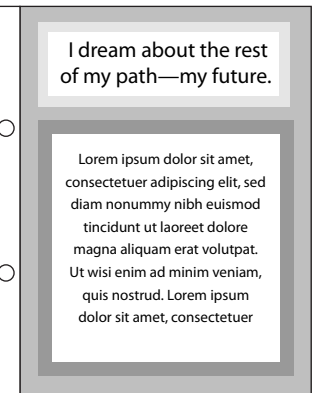 I dream about the rest
of my path—my future.
Lorem ipsum dolor sit amet,
consectetuer adipiscing elit, sed
diam nonummy nibh euismod
tincidunt ut laoreet dolore
magna aliquam erat volutpat.
Ut wisi enim ad minim veniam,
quis nostrud. Lorem ipsum
dolor sit amet, consectetuer